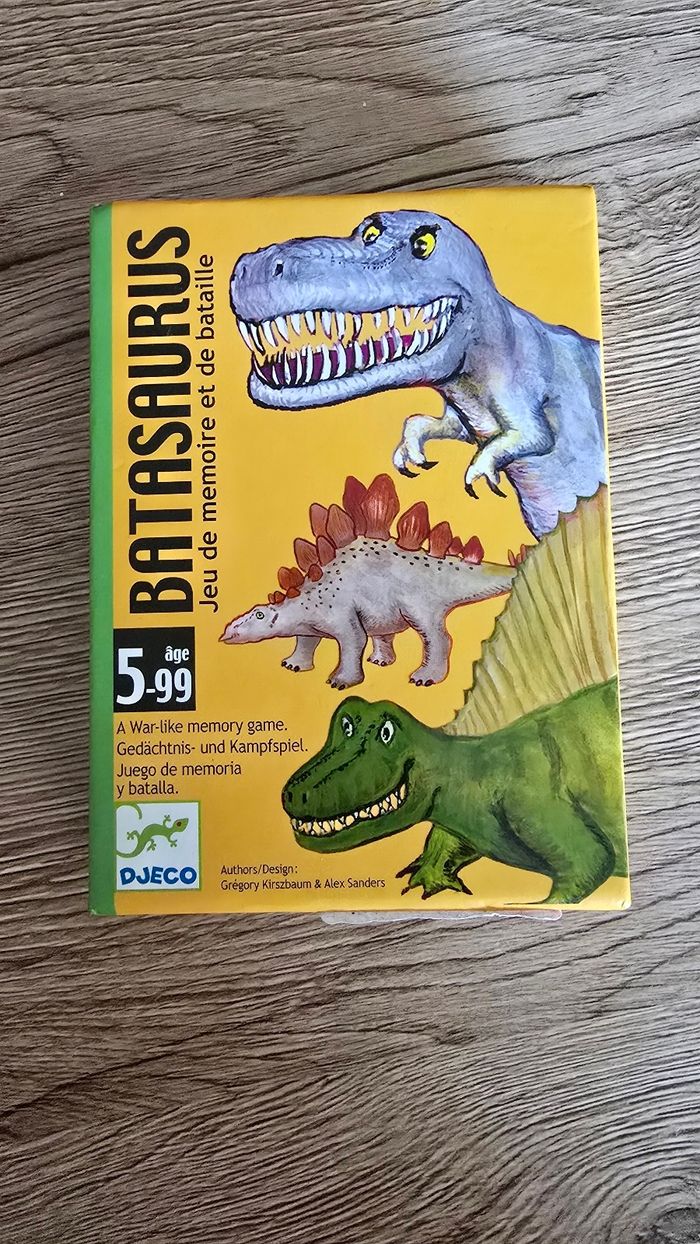 BATASAURUS
Jeu de memoire et de bataille
âge
5-99
A War-like memory game.
Gedächtnis- und Kampfspiel.
Juego de memoria
y batalla.
DJECO
Authors/Design:
Grégory Kirszbaum & Alex Sanders